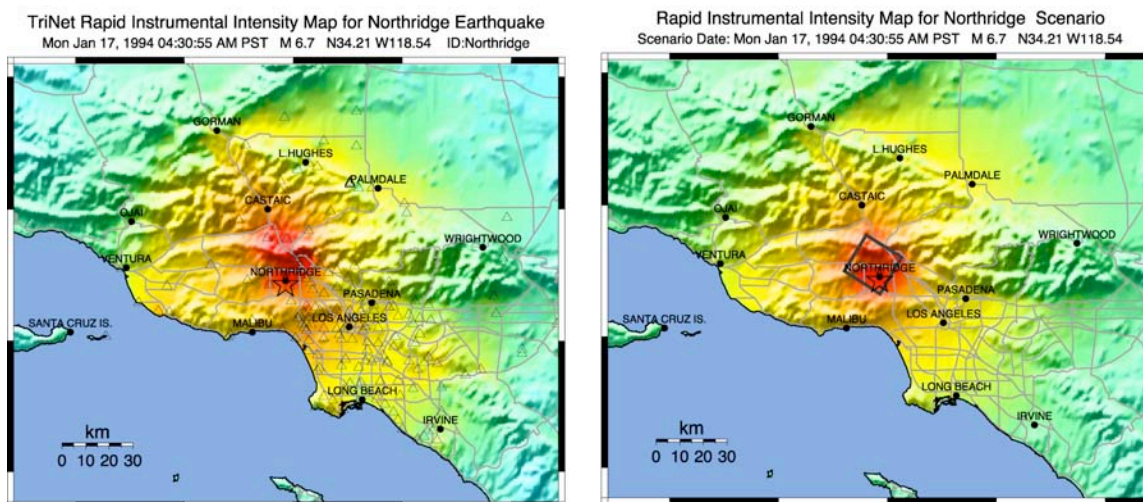 TriNet Rapid Instrumental Intensity Map for Northridge Earthquake
Mon Jan 17, 1994 04:30:55 AM PST M 6.7 N34.21 W118.54 ID:Northridge
GORMAN
L.HUGHES
PALMDALE
CASTAIC
OJAI
WRIGHTWOOD
VENTURA
NORTHRIDGE
PASADENA
SANTA CRUZ IS.
MALIBU
LOS ANGELES
LONG BEACH
IRVINE
km
0 10 20 30
Rapid Instrumental Intensity Map for Northridge Scenario
Scenario Date: Mon Jan 17, 1994 04:30:55 AM PST M 6.7 N34.21 W118.54
GORMAN
L.HUGHES
PALMDALE
CASTAIC
OJAI
WRIGHTWOOD
VENTURA
NORTHRIDGE
PASADENA
SANTA CRUZ IS.
MALIBU
LOS ANGELES
LONG BEACH
IRVINE
km
0 10 20 30